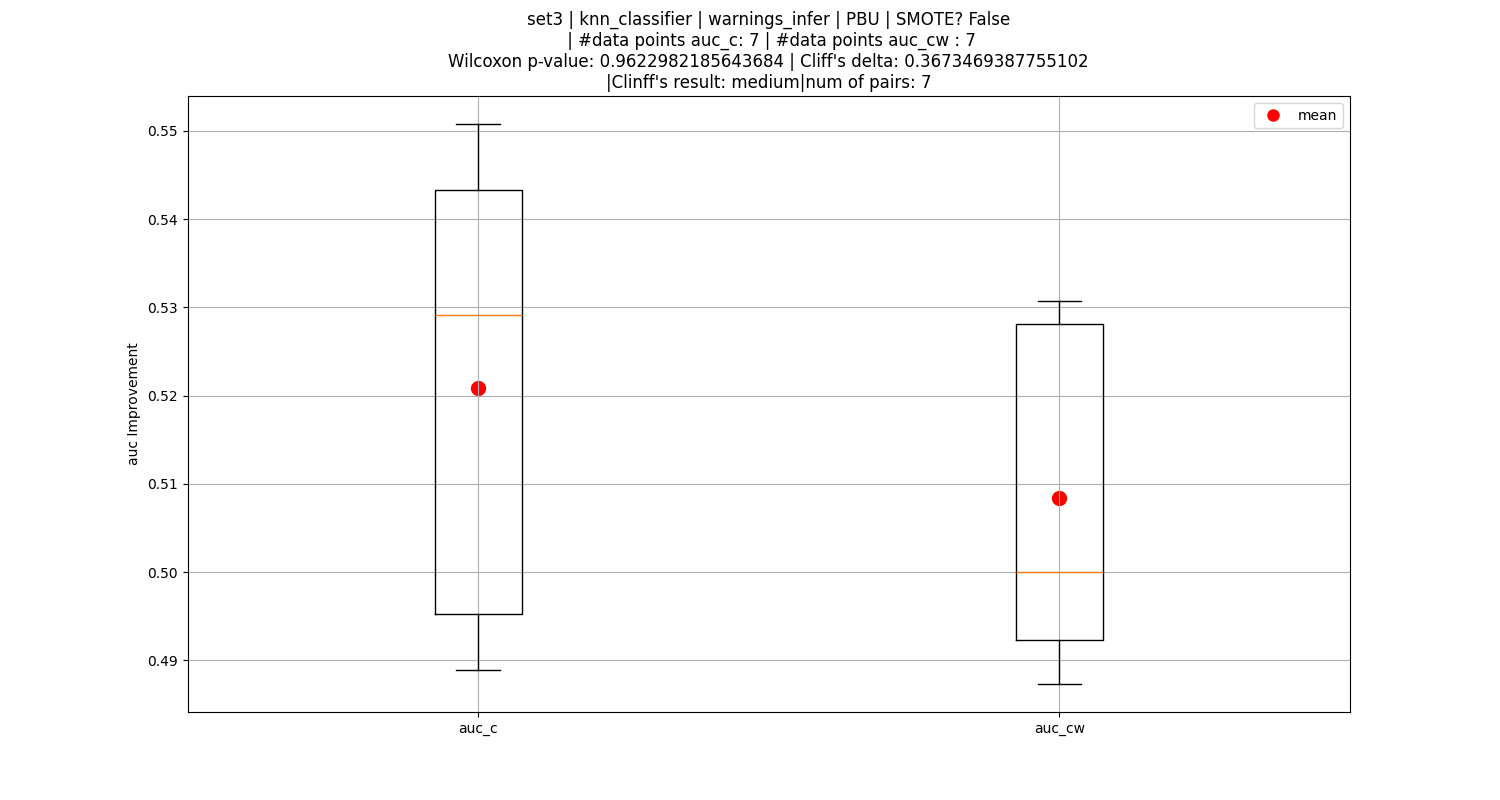 set3 | knn_classifier | warnings_infer | PBU | SMOTE? False
| #data points auc_c: 7 | #data points auc_cw : 7
Wilcoxon p-value: 0.9622982185643684 | Cliff's delta: 0.3673469387755102
|Clinff's result: medium|num of pairs: 7
mean
0.55
0.54
0.53
0.52
0.51
0.50
0.49
auc Improvement
auc_c
auc_cw